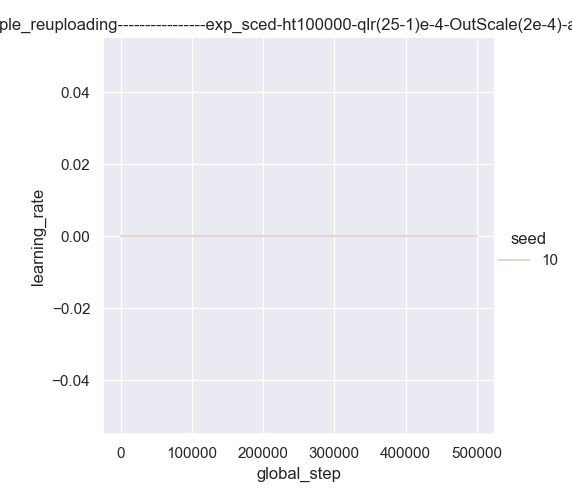 ple_reuploading----------------exp_sced-ht100000-qlr(25-1)e-4-OutScale(2e-4)-a
0.04
0.02
0.00
−0.02
−0.04
learning_rate
0 100000 200000 300000 400000 500000
global_step
seed
10